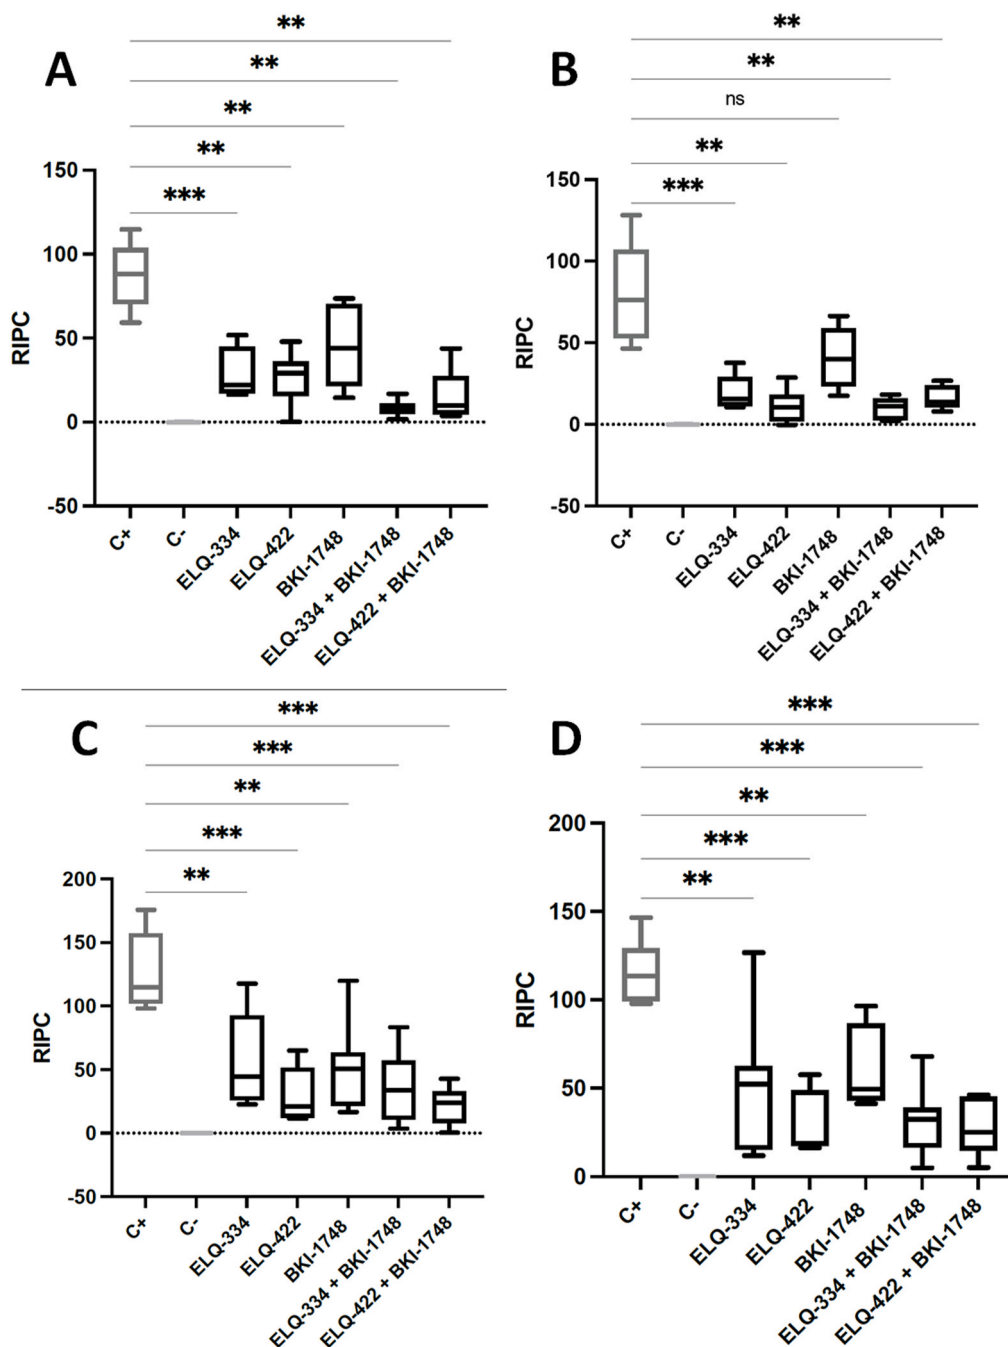 A
**
**
**
**
***
150
100
50
0
-50
RIPC
C+
C-
ELQ-334
ELQ-422
BKI-1748
ELQ-334 + BKI-1748
ELQ-422 + BKI-1748
B
**
**
ns
**
***
150
100
50
0
-50
RIPC
C+
C-
ELQ-334
ELQ-422
BKI-1748
ELQ-334 + BKI-1748
ELQ-422 + BKI-1748
C
***
***
**
***
**
200
150
100
50
0
-50
RIPC
C+
C-
ELQ-334
ELQ-422
BKI-1748
ELQ-334 + BKI-1748
ELQ-422 + BKI-1748
D
***
***
**
***
**
200
150
100
50
0
RIPC
C+
C-
ELQ-334
ELQ-422
BKI-1748
ELQ-334 + BKI-1748
ELQ-422 + BKI-1748